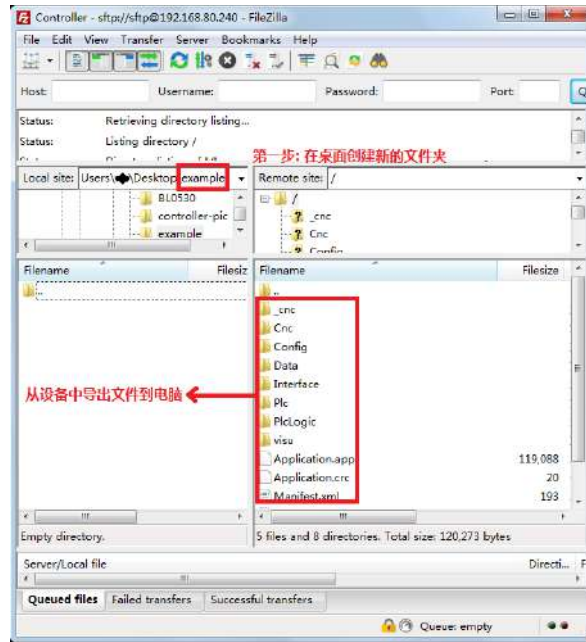 Controller - sftp://sftp@192.168.80.240 - FileZilla
File Edit View Transfer Server Bookmarks Help
Host: Username: Password: Port: Q
Status: Retrieving directory listing...
Status: Listing directory /
第一步: 在桌面创建新的文件夹
Local site: Users\ \Desktop\example
Remote site: /
BL0530
controller-pic
example
/
_cnc
Cnc
Config
Filename Filesiz
..
Filename Filesize
..
_cnc
Cnc
Config
Data
Interface
Plc
PlcLogic
visu
Application.app 119,088
Application.crc 20
Manifest.xml 193
从设备中导出文件到电脑
Empty directory.
5 files and 8 directories. Total size: 120,273 bytes
Server/Local file Directi... F
Queued files Failed transfers Successful transfers
Queue: empty